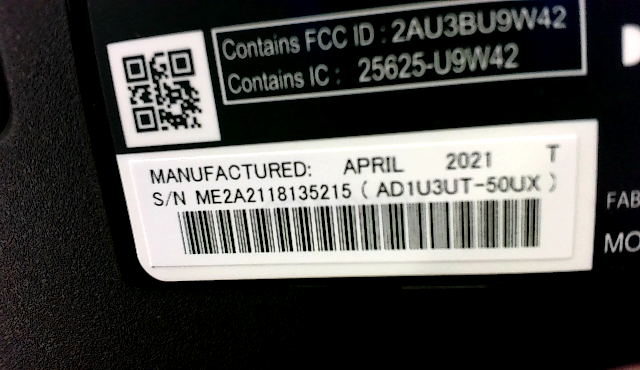 Contains FCC ID : 2AU3BU9W42
Contains IC : 25625-U9W42
MANUFACTURED: APRIL 2021 T
S/N ME2A2118135215 ( AD1U3UT-50UX )
FAB
MO